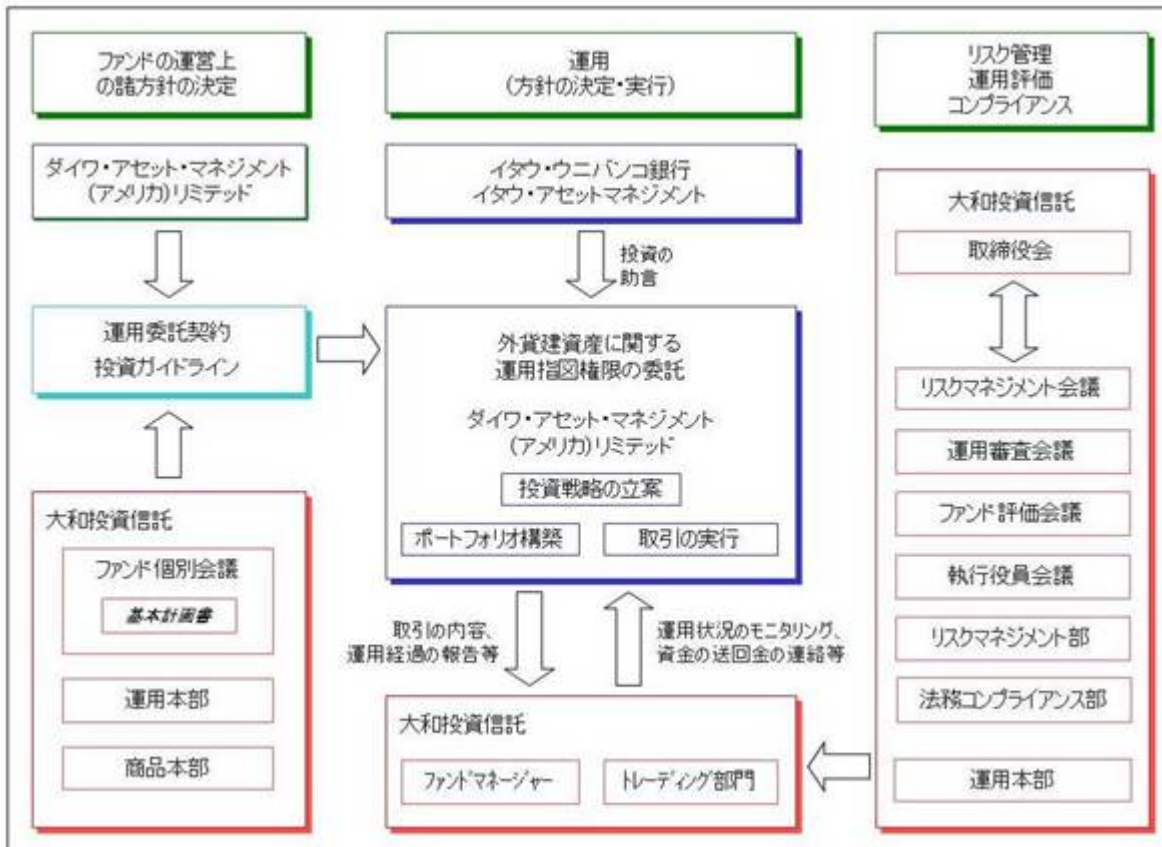 ファンドの運営上
の諸方針の決定
ダイワ・アセット・マネジメント
(アメリカ)リミテッド
運用委託契約
投資ガイドライン
大和投資信託
ファンド個別会議
基本計画書
運用本部
商品本部
運用
(方針の決定・実行)
イタウ・ウニバンコ銀行
イタウ・アセットマネジメント
投資の
助言
外貨建資産に関する
運用指図権限の委託
ダイワ・アセット・マネジメント
(アメリカ)リミテッド
投資戦略の立案
ポートフォリオ構築
取引の実行
取引の内容、
運用経過の報告等
運用状況のモニタリング、
資金の送回金の連絡等
大和投資信託
ファンドマネージャー
トレーディング部門
リスク管理
運用評価
コンプライアンス
大和投資信託
取締役会
リスクマネジメント会議
運用審査会議
ファンド評価会議
執行役員会議
リスクマネジメント部
法務コンプライアンス部
運用本部